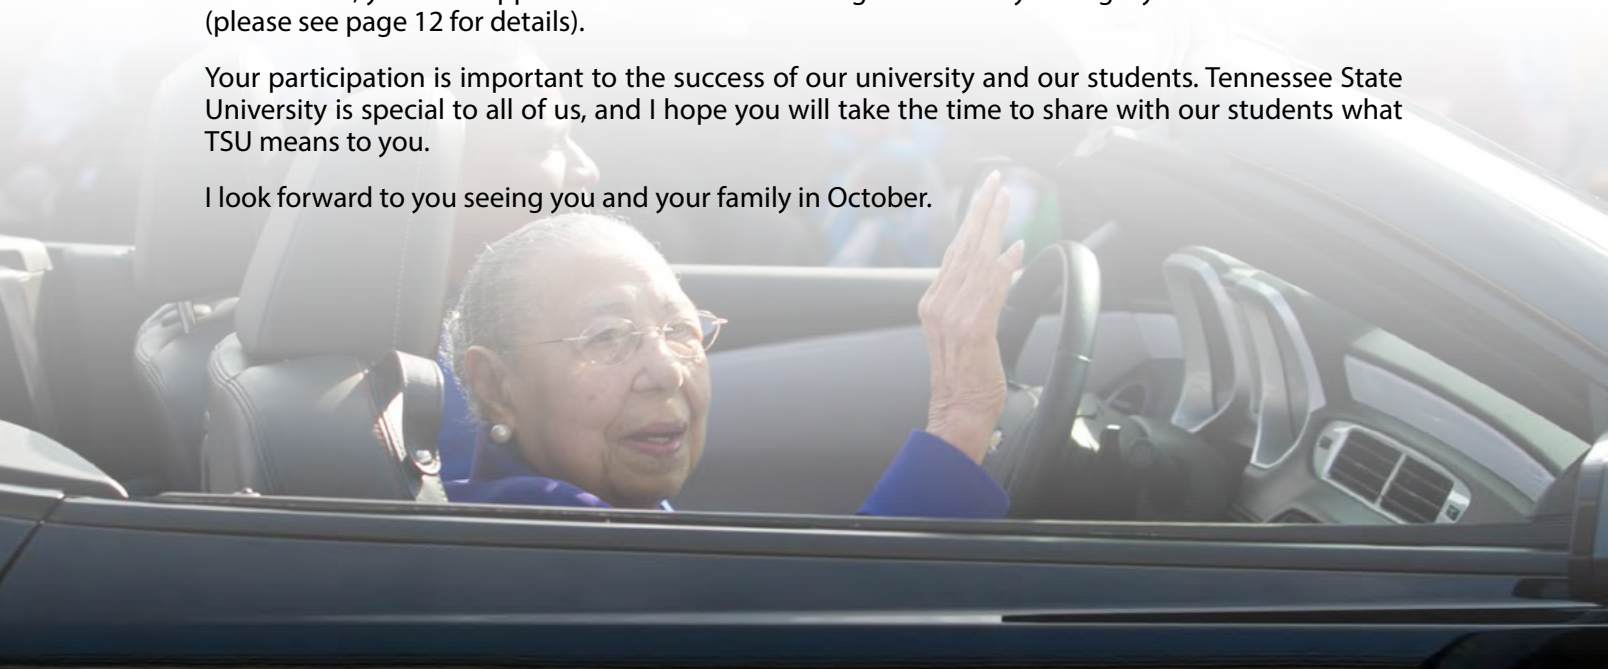 (please see page 12 for details).
Your participation is important to the success of our university and our students. Tennessee State
University is special to all of us, and I hope you will take the time to share with our students what
TSU means to you.
I look forward to you seeing you and your family in October.